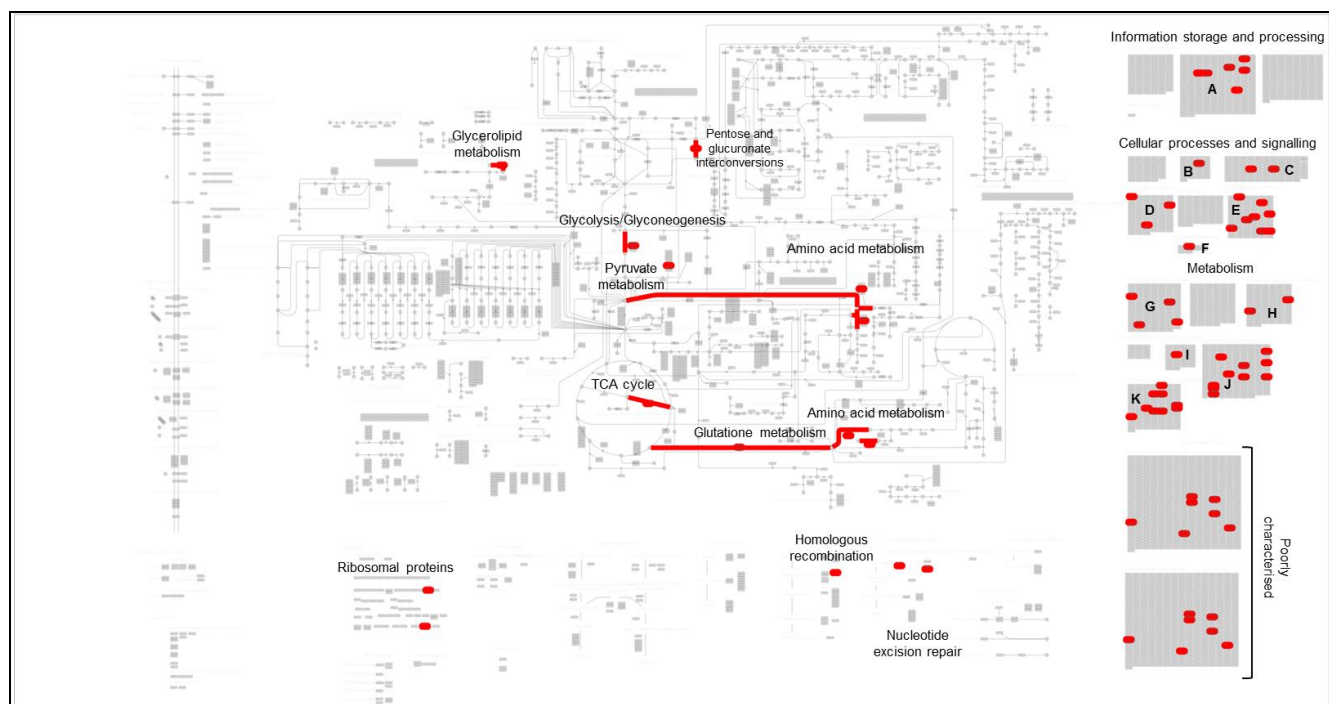 Information storage and processing
A
Cellular processes and signalling
B
C
D
E
F
Metabolism
G
H
I
J
K
Poorly
characterised
Glycerolipid
metabolism
Pentose and
glucuronate
interconversions
Glycolysis/Glyconeogenesis
Pyruvate
metabolism
Amino acid metabolism
TCA cycle
Amino acid metabolism
Glutatione metabolism
Homologous
recombination
Ribosomal proteins
Nucleotide
excision repair